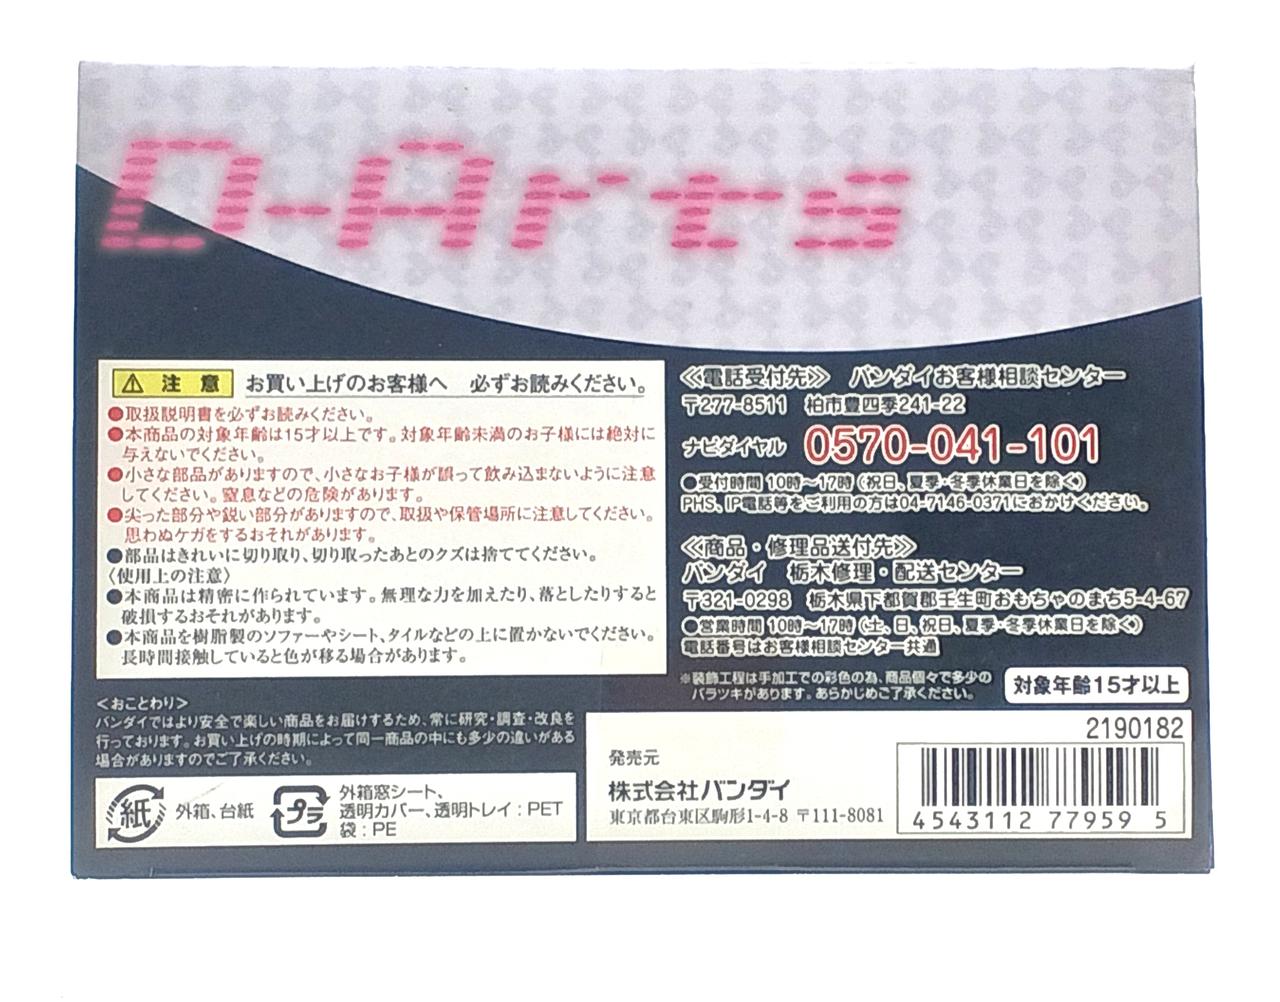 D-Arts
⚠ 注意 お買い上げのお客様へ 必ずお読みください。
●取扱説明書を必ずお読みください。
●本商品の対象年齢は15才以上です。対象年齢未満のお子様には絶対に
与えないでください。
●小さな部品がありますので、小さなお子様が誤って飲み込まないように注意
してください。窒息などの危険があります。
●尖った部分や鋭い部分がありますので、取扱や保管場所に注意してください。
思わぬケガをするおそれがあります。
●部品はきれいに切り取り、切り取ったあとのクズは捨ててください。
〈使用上の注意〉
●本商品は精密に作られています。無理な力を加えたり、落としたりすると
破損するおそれがあります。
●本商品を樹脂製のソファーやシート、タイルなどの上に置かないでください。
長時間接触していると色が移る場合があります。
<おことわり>
バンダイではより安全で楽しい商品をお届けするため、常に研究・調査・改良を
行っております。お買い上げの時期によって同一商品の中にも多少の違いがある
場合がありますのでご了承ください。
紙 外箱、台紙
プラ 外箱窓シート、
透明カバー、透明トレイ：PET
袋：PE
≪電話受付先≫ バンダイお客様相談センター
〒277-8511 柏市豊四季241-22
ナビダイヤル 0570-041-101
●受付時間 10時～17時（祝日、夏季・冬季休業日を除く）
PHS、IP電話等をご利用の方は04-7146-0371におかけください。
≪商品・修理品送付先≫
バンダイ 栃木修理・配送センター
〒321-0298 栃木県下都賀郡壬生町おもちゃのまち5-4-67
●営業時間 10時～17時（土、日、祝日、夏季・冬季休業日を除く）
電話番号はお客様相談センター共通
※装飾工程は手加工での彩色の為、商品個々で多少の
バラツキがあります。あらかじめご了承ください。
対象年齢15才以上
発売元
株式会社バンダイ
東京都台東区駒形1-4-8 〒111-8081
2190182
4543112 77959 5